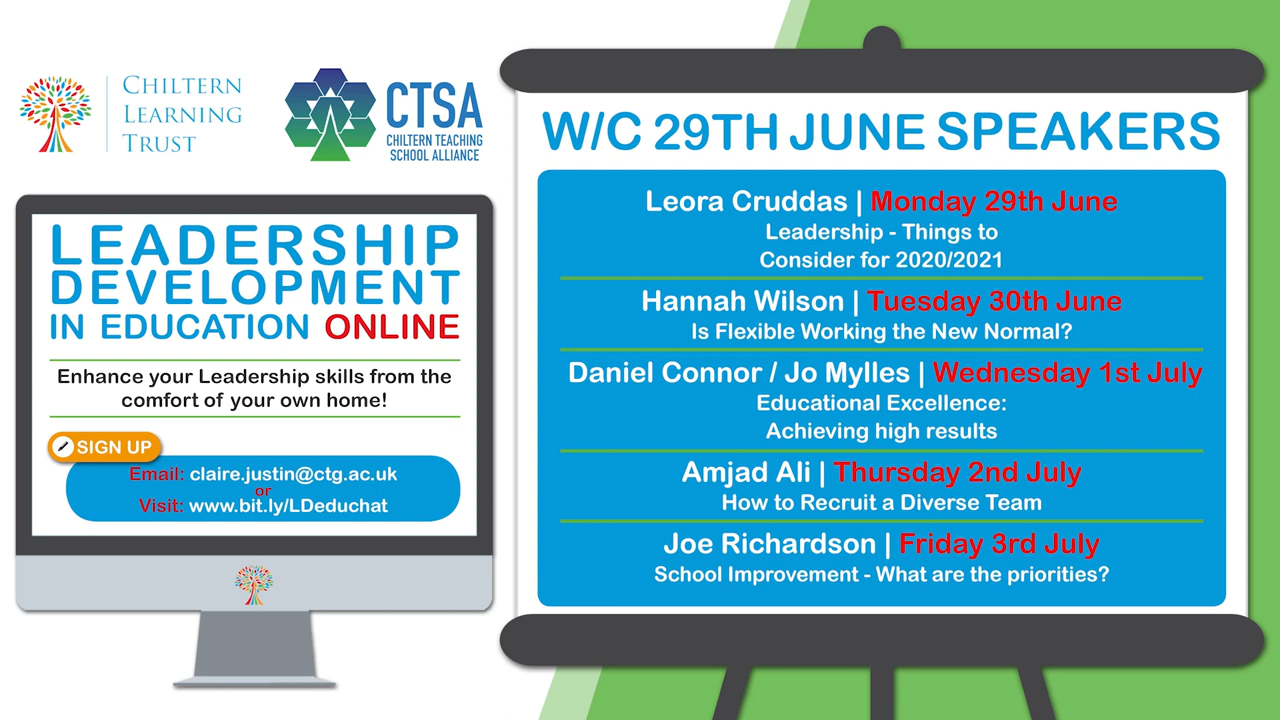 CHILTERN
LEARNING
TRUST
CTSA
CHILTERN TEACHING
SCHOOL ALLIANCE
LEADERSHIP
DEVELOPMENT
IN EDUCATION ONLINE
Enhance your Leadership skills from the
comfort of your own home!
SIGN UP
Email: claire.justin@ctg.ac.uk
or
Visit: www.bit.ly/LDeduchat
W/C 29TH JUNE SPEAKERS
Leora Cruddas | Monday 29th June
Leadership - Things to
Consider for 2020/2021
Hannah Wilson | Tuesday 30th June
Is Flexible Working the New Normal?
Daniel Connor / Jo Mylles | Wednesday 1st July
Educational Excellence:
Achieving high results
Amjad Ali | Thursday 2nd July
How to Recruit a Diverse Team
Joe Richardson | Friday 3rd July
School Improvement - What are the priorities?